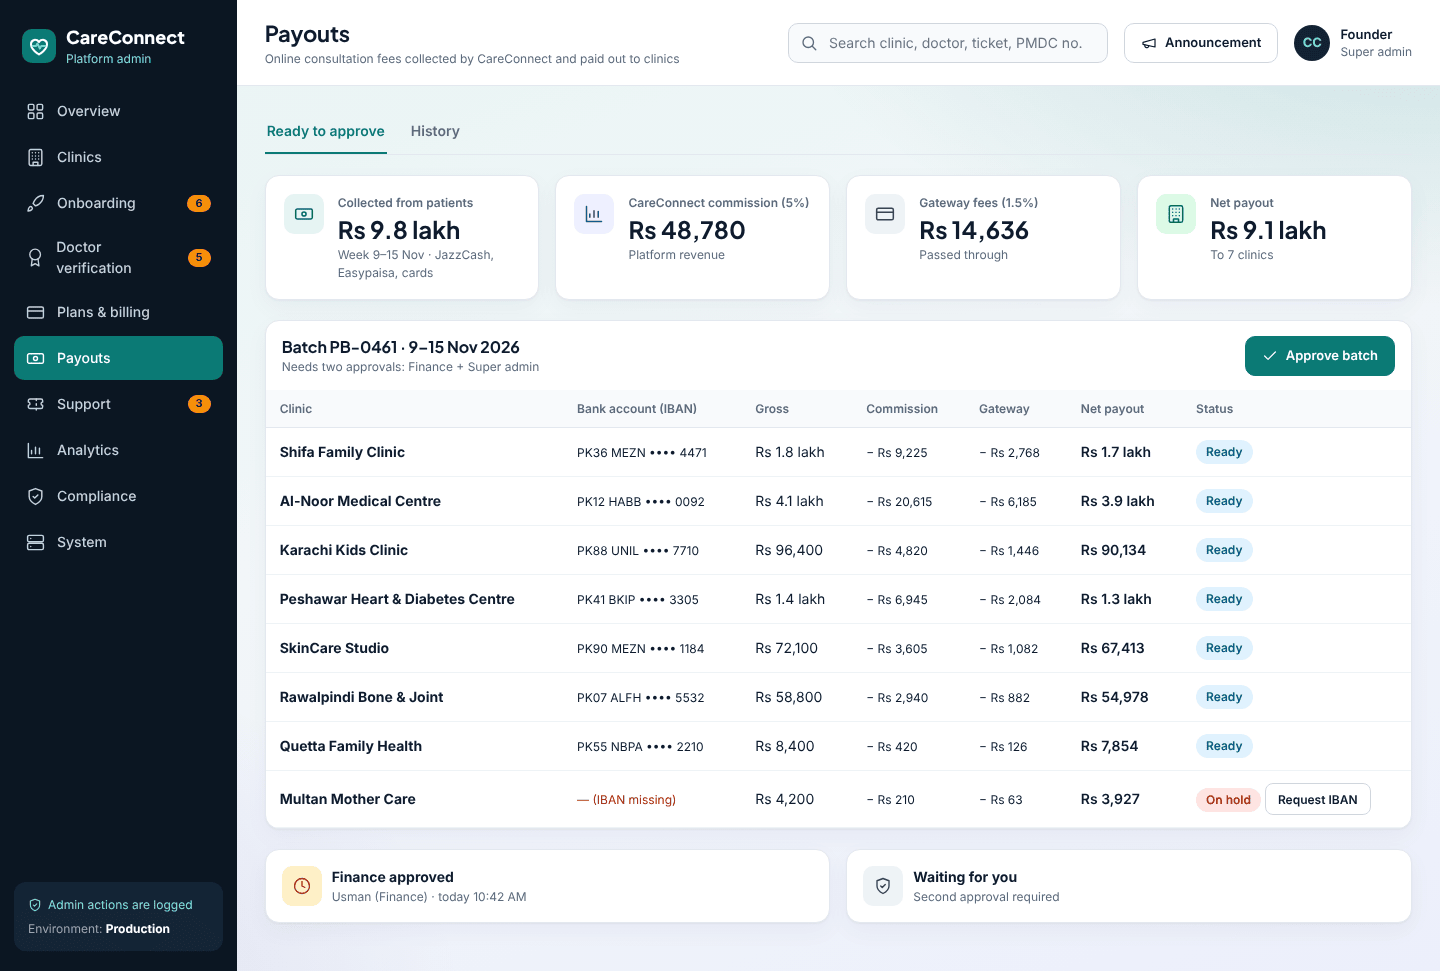 CareConnect
Platform admin
Overview
Clinics
Onboarding 6
Doctor verification 5
Plans & billing
Payouts
Support 3
Analytics
Compliance
System
Admin actions are logged
Environment: Production
Payouts
Online consultation fees collected by CareConnect and paid out to clinics
Search clinic, doctor, ticket, PMDC no.
Announcement
CC
Founder
Super admin
Ready to approve History
Collected from patients
Rs 9.8 lakh
Week 9–15 Nov · JazzCash,
Easypaisa, cards
CareConnect commission (5%)
Rs 48,780
Platform revenue
Gateway fees (1.5%)
Rs 14,636
Passed through
Net payout
Rs 9.1 lakh
To 7 clinics
Batch PB-0461 · 9–15 Nov 2026
Needs two approvals: Finance + Super admin
Approve batch
Clinic Bank account (IBAN) Gross Commission Gateway Net payout Status
Shifa Family Clinic PK36 MEZN •••• 4471 Rs 1.8 lakh − Rs 9,225 − Rs 2,768 Rs 1.7 lakh Ready
Al-Noor Medical Centre PK12 HABB •••• 0092 Rs 4.1 lakh − Rs 20,615 − Rs 6,185 Rs 3.9 lakh Ready
Karachi Kids Clinic PK88 UNIL •••• 7710 Rs 96,400 − Rs 4,820 − Rs 1,446 Rs 90,134 Ready
Peshawar Heart & Diabetes Centre PK41 BKIP •••• 3305 Rs 1.4 lakh − Rs 6,945 − Rs 2,084 Rs 1.3 lakh Ready
SkinCare Studio PK90 MEZN •••• 1184 Rs 72,100 − Rs 3,605 − Rs 1,082 Rs 67,413 Ready
Rawalpindi Bone & Joint PK07 ALFH •••• 5532 Rs 58,800 − Rs 2,940 − Rs 882 Rs 54,978 Ready
Quetta Family Health PK55 NBPA •••• 2210 Rs 8,400 − Rs 420 − Rs 126 Rs 7,854 Ready
Multan Mother Care — (IBAN missing) Rs 4,200 − Rs 210 − Rs 63 Rs 3,927 On hold Request IBAN
Finance approved
Usman (Finance) · today 10:42 AM
Waiting for you
Second approval required